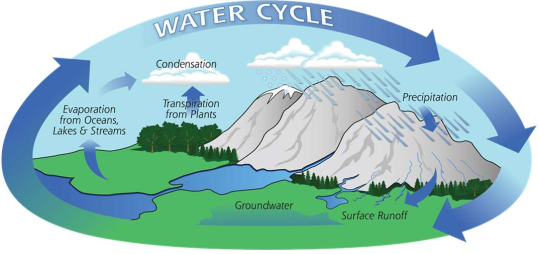 WATER CYCLE
Condensation
Evaporation
from Oceans,
Lakes & Streams
Transpiration
from Plants
Precipitation
Groundwater
Surface Runoff